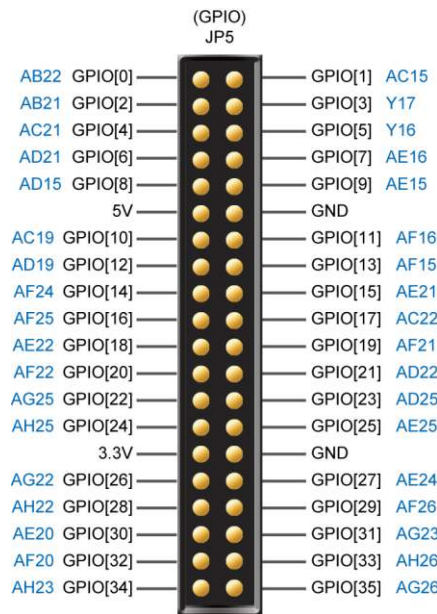 (GPIO)
JP5
AB22 GPIO[0] GPIO[1] AC15
AB21 GPIO[2] GPIO[3] Y17
AC21 GPIO[4] GPIO[5] Y16
AD21 GPIO[6] GPIO[7] AE16
AD15 GPIO[8] GPIO[9] AE15
5V GND
AC19 GPIO[10] GPIO[11] AF16
AD19 GPIO[12] GPIO[13] AF15
AF24 GPIO[14] GPIO[15] AE21
AF25 GPIO[16] GPIO[17] AC22
AE22 GPIO[18] GPIO[19] AF21
AF22 GPIO[20] GPIO[21] AD22
AG25 GPIO[22] GPIO[23] AD25
AH25 GPIO[24] GPIO[25] AE25
3.3V GND
AG22 GPIO[26] GPIO[27] AE24
AH22 GPIO[28] GPIO[29] AF26
AE20 GPIO[30] GPIO[31] AG23
AF20 GPIO[32] GPIO[33] AH26
AH23 GPIO[34] GPIO[35] AG26